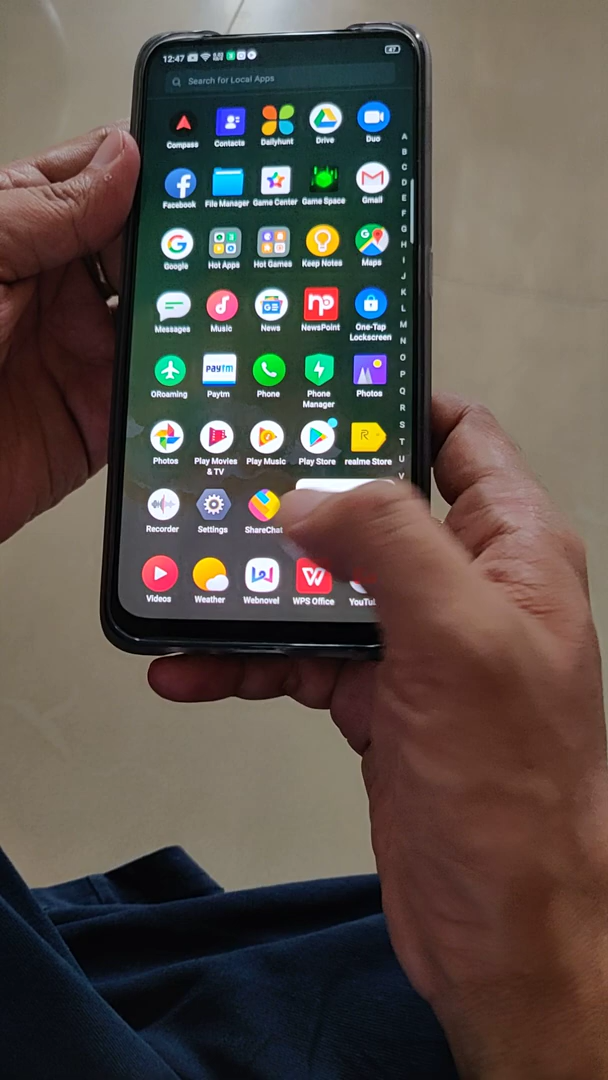 12:47 47
Search for Local Apps
Compass Contacts Dailyhunt Drive Duo
Facebook File Manager Game Center Game Space Gmail
Google Hot Apps Hot Games Keep Notes Maps
Messages Music News NewsPoint One-Tap
Lockscreen
ORoaming Paytm Phone Phone Photos
Manager
Photos Play Movies Play Music Play Store realme Store
& TV
Recorder Settings ShareChat
Videos Weather Webnovel WPS Office YouTu
A
B
C
D
E
F
G
H
I
J
K
L
M
N
O
P
Q
R
S
T
U
V